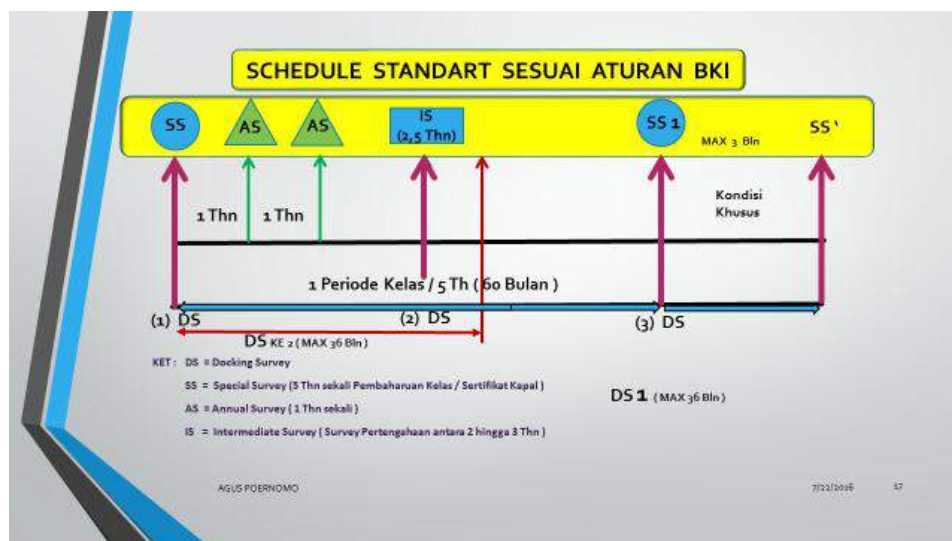 SCHEDULE STANDART SESUAI ATURAN BKI
SS
AS
AS
IS
(2,5 Thn)
SS 1
MAX 3 Bln
SS '
1 Thn
1 Thn
Kondisi
Khusus
1 Periode Kelas / 5 Th ( 60 Bulan )
(1) DS
(2) DS
(3) DS
DS KE 2 ( MAX 36 Bln )
KET : DS = Docking Survey
SS = Special Survey (5 Thn sekali Pembaharuan Kelas / Sertifikat Kapal )
AS = Annual Survey ( 1 Thn sekali )
IS = Intermediate Survey ( Survey Pertengahaan antara 2 hingga 3 Thn )
DS 1 ( MAX 36 Bln )
AGUS POERNOMO
7/22/2016
17